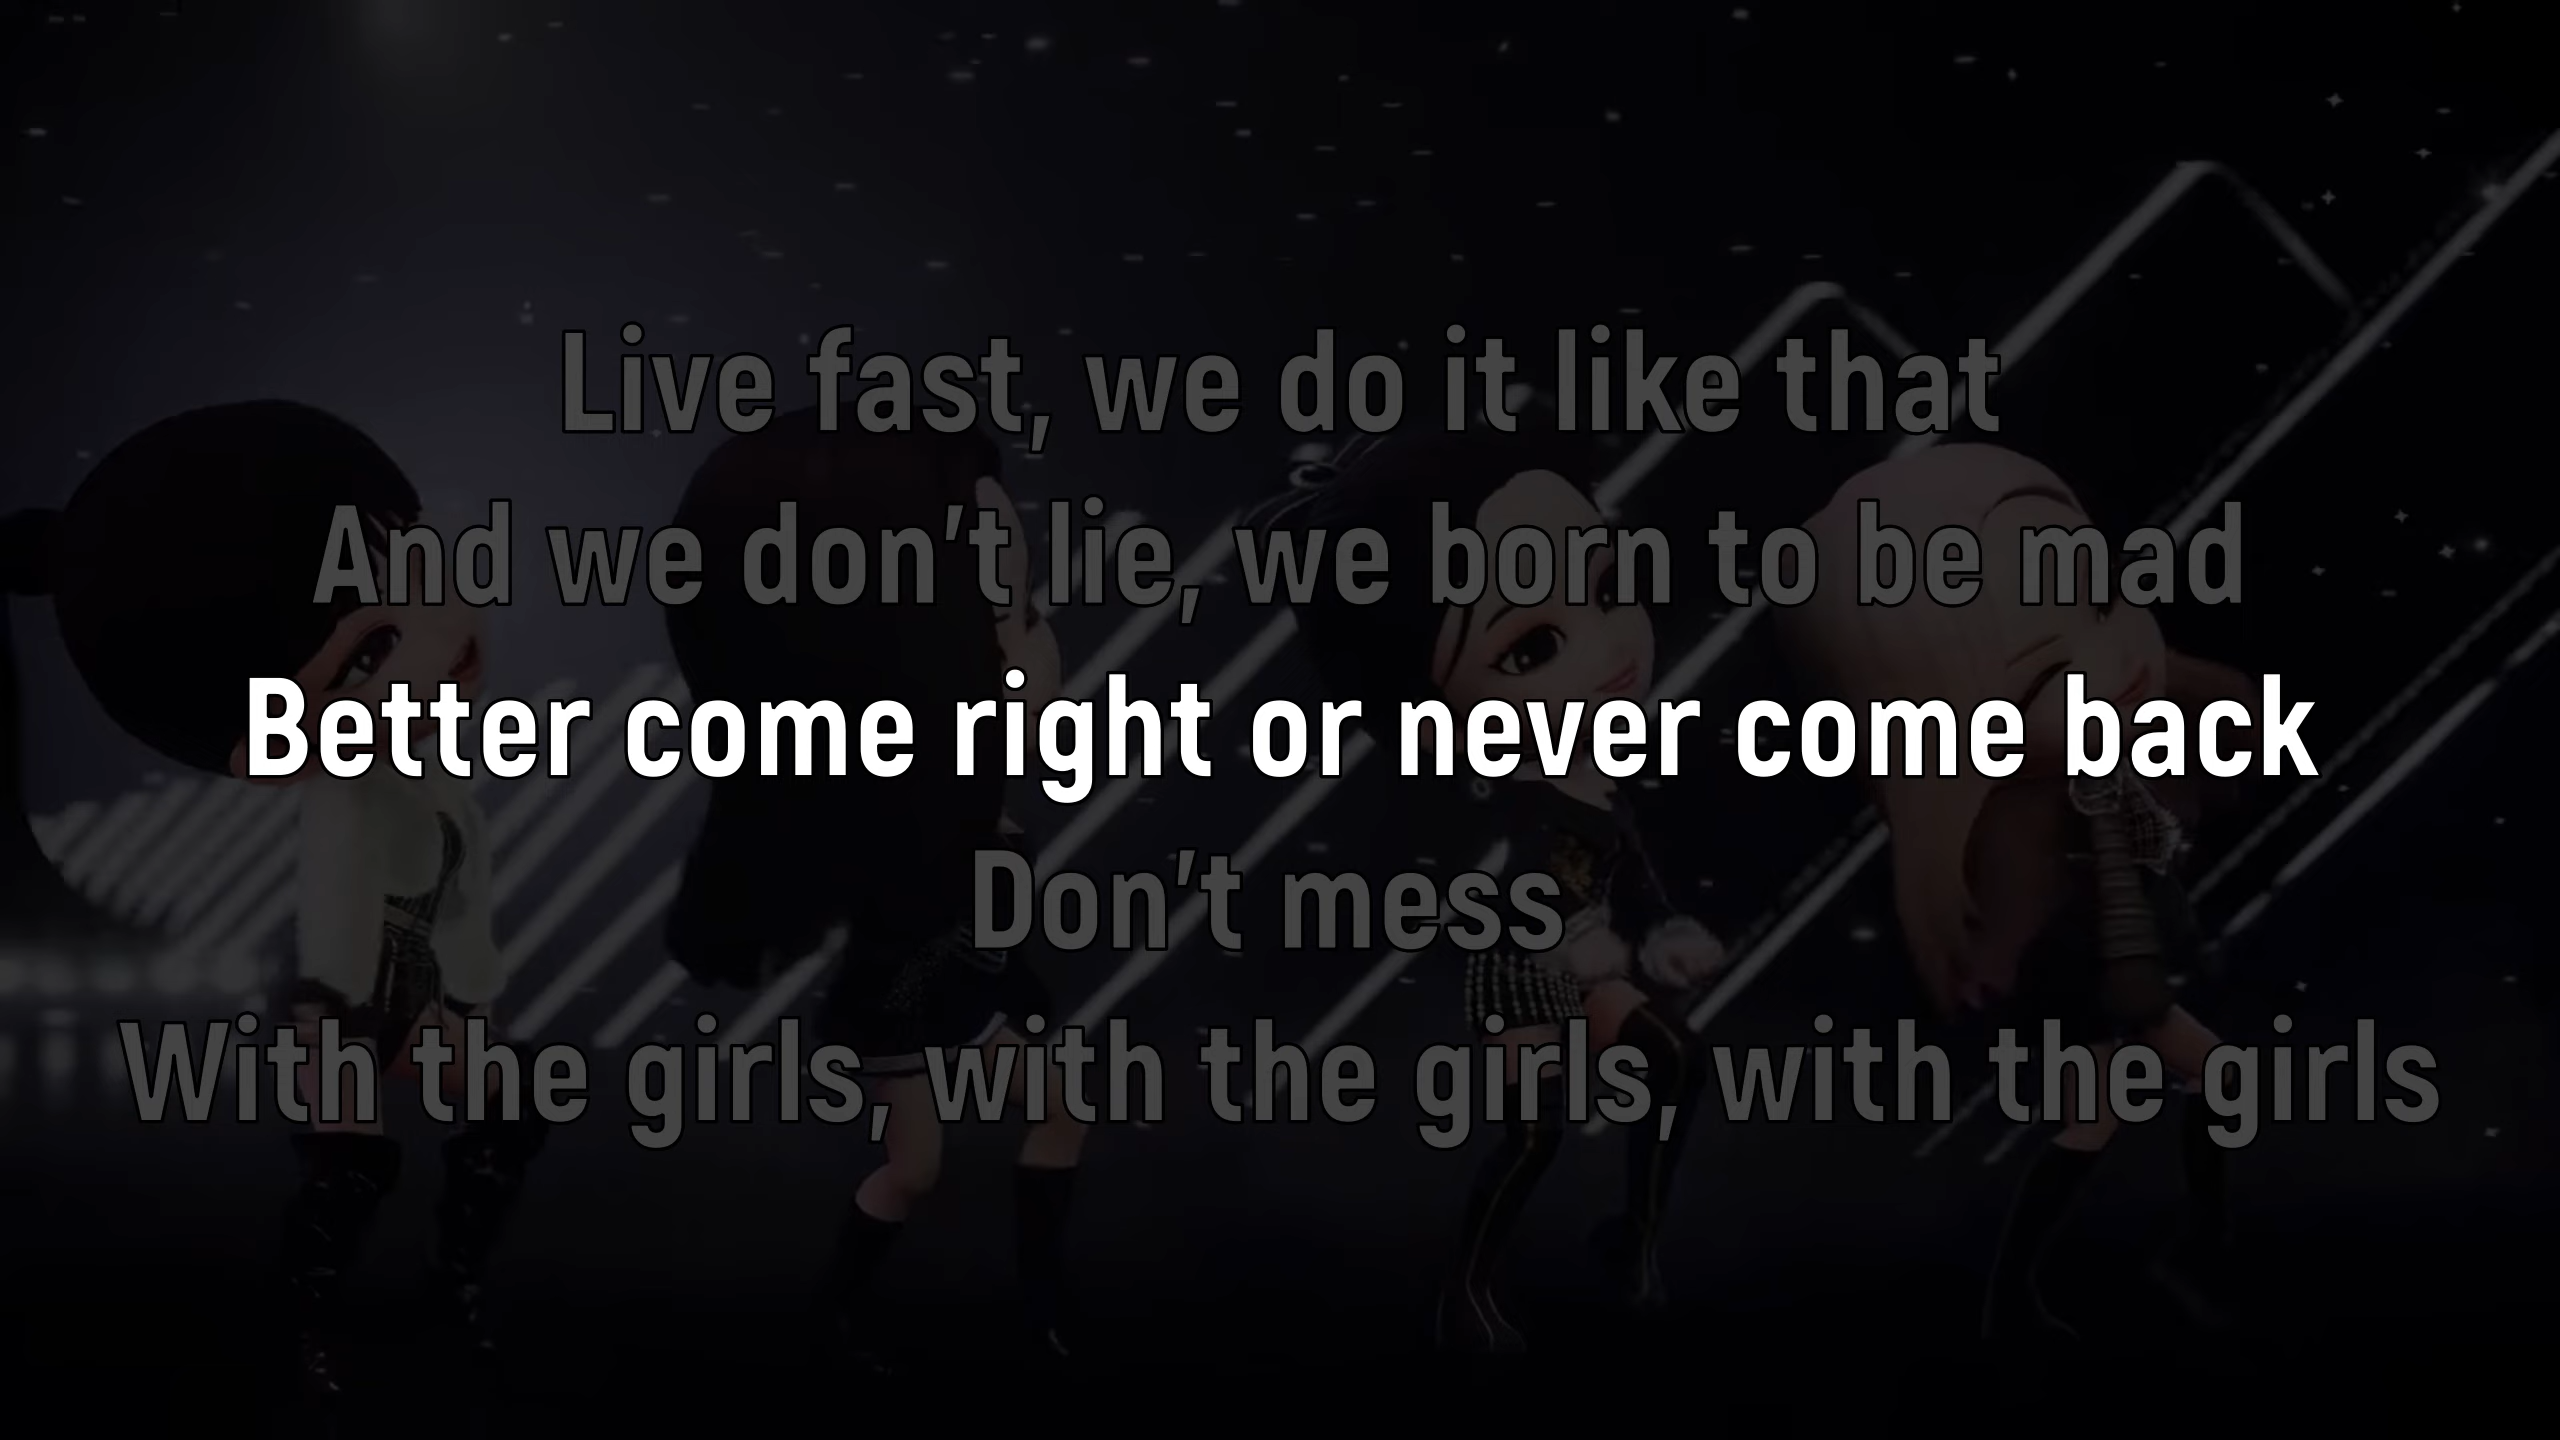 Live fast, we do it like that
And we don't lie, we born to be mad
Better come right or never come back
Don't mess
With the girls, with the girls, with the girls